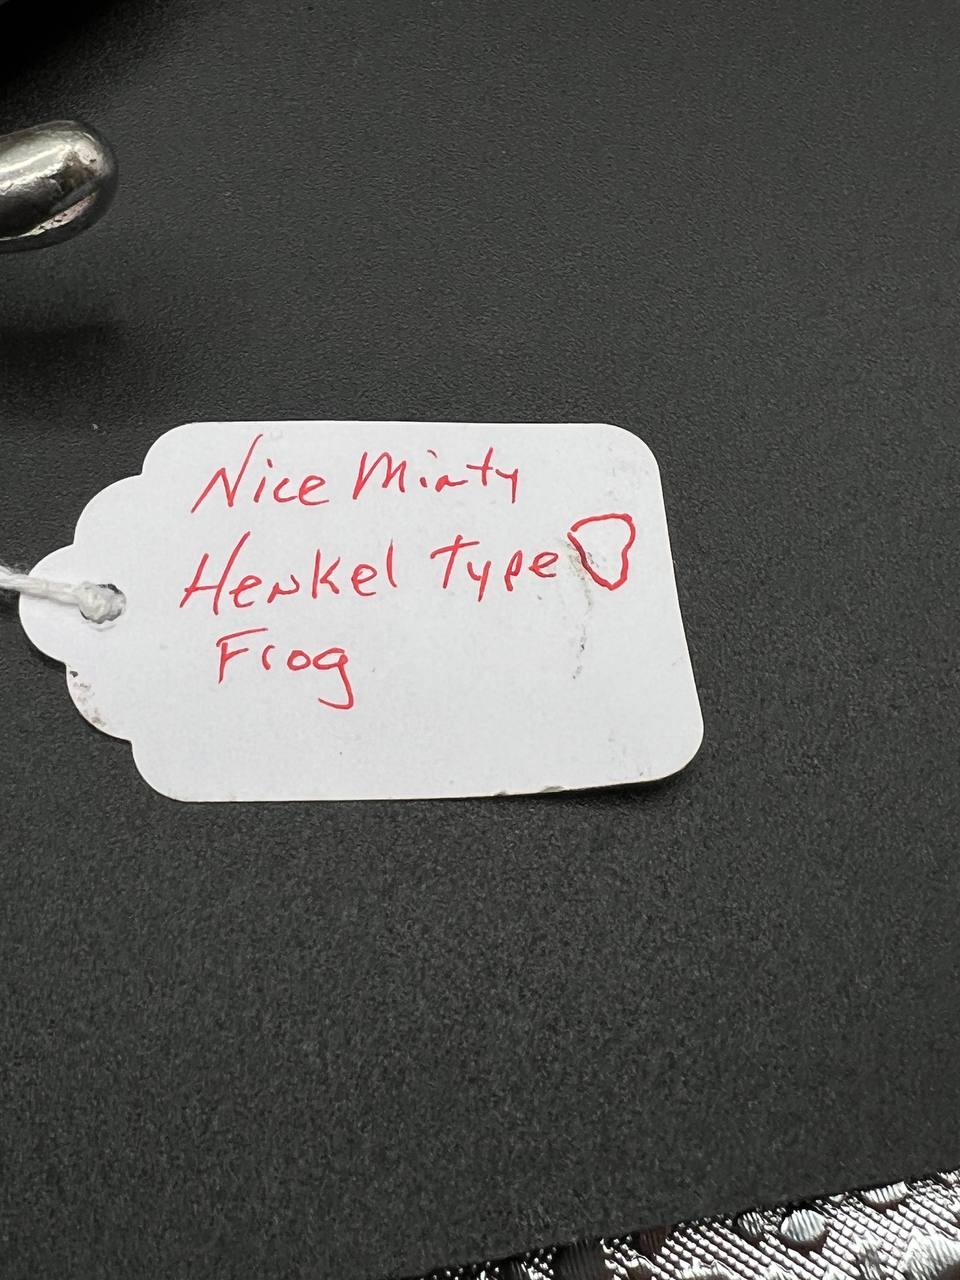 Nice Minty
Henkel Type
Frog